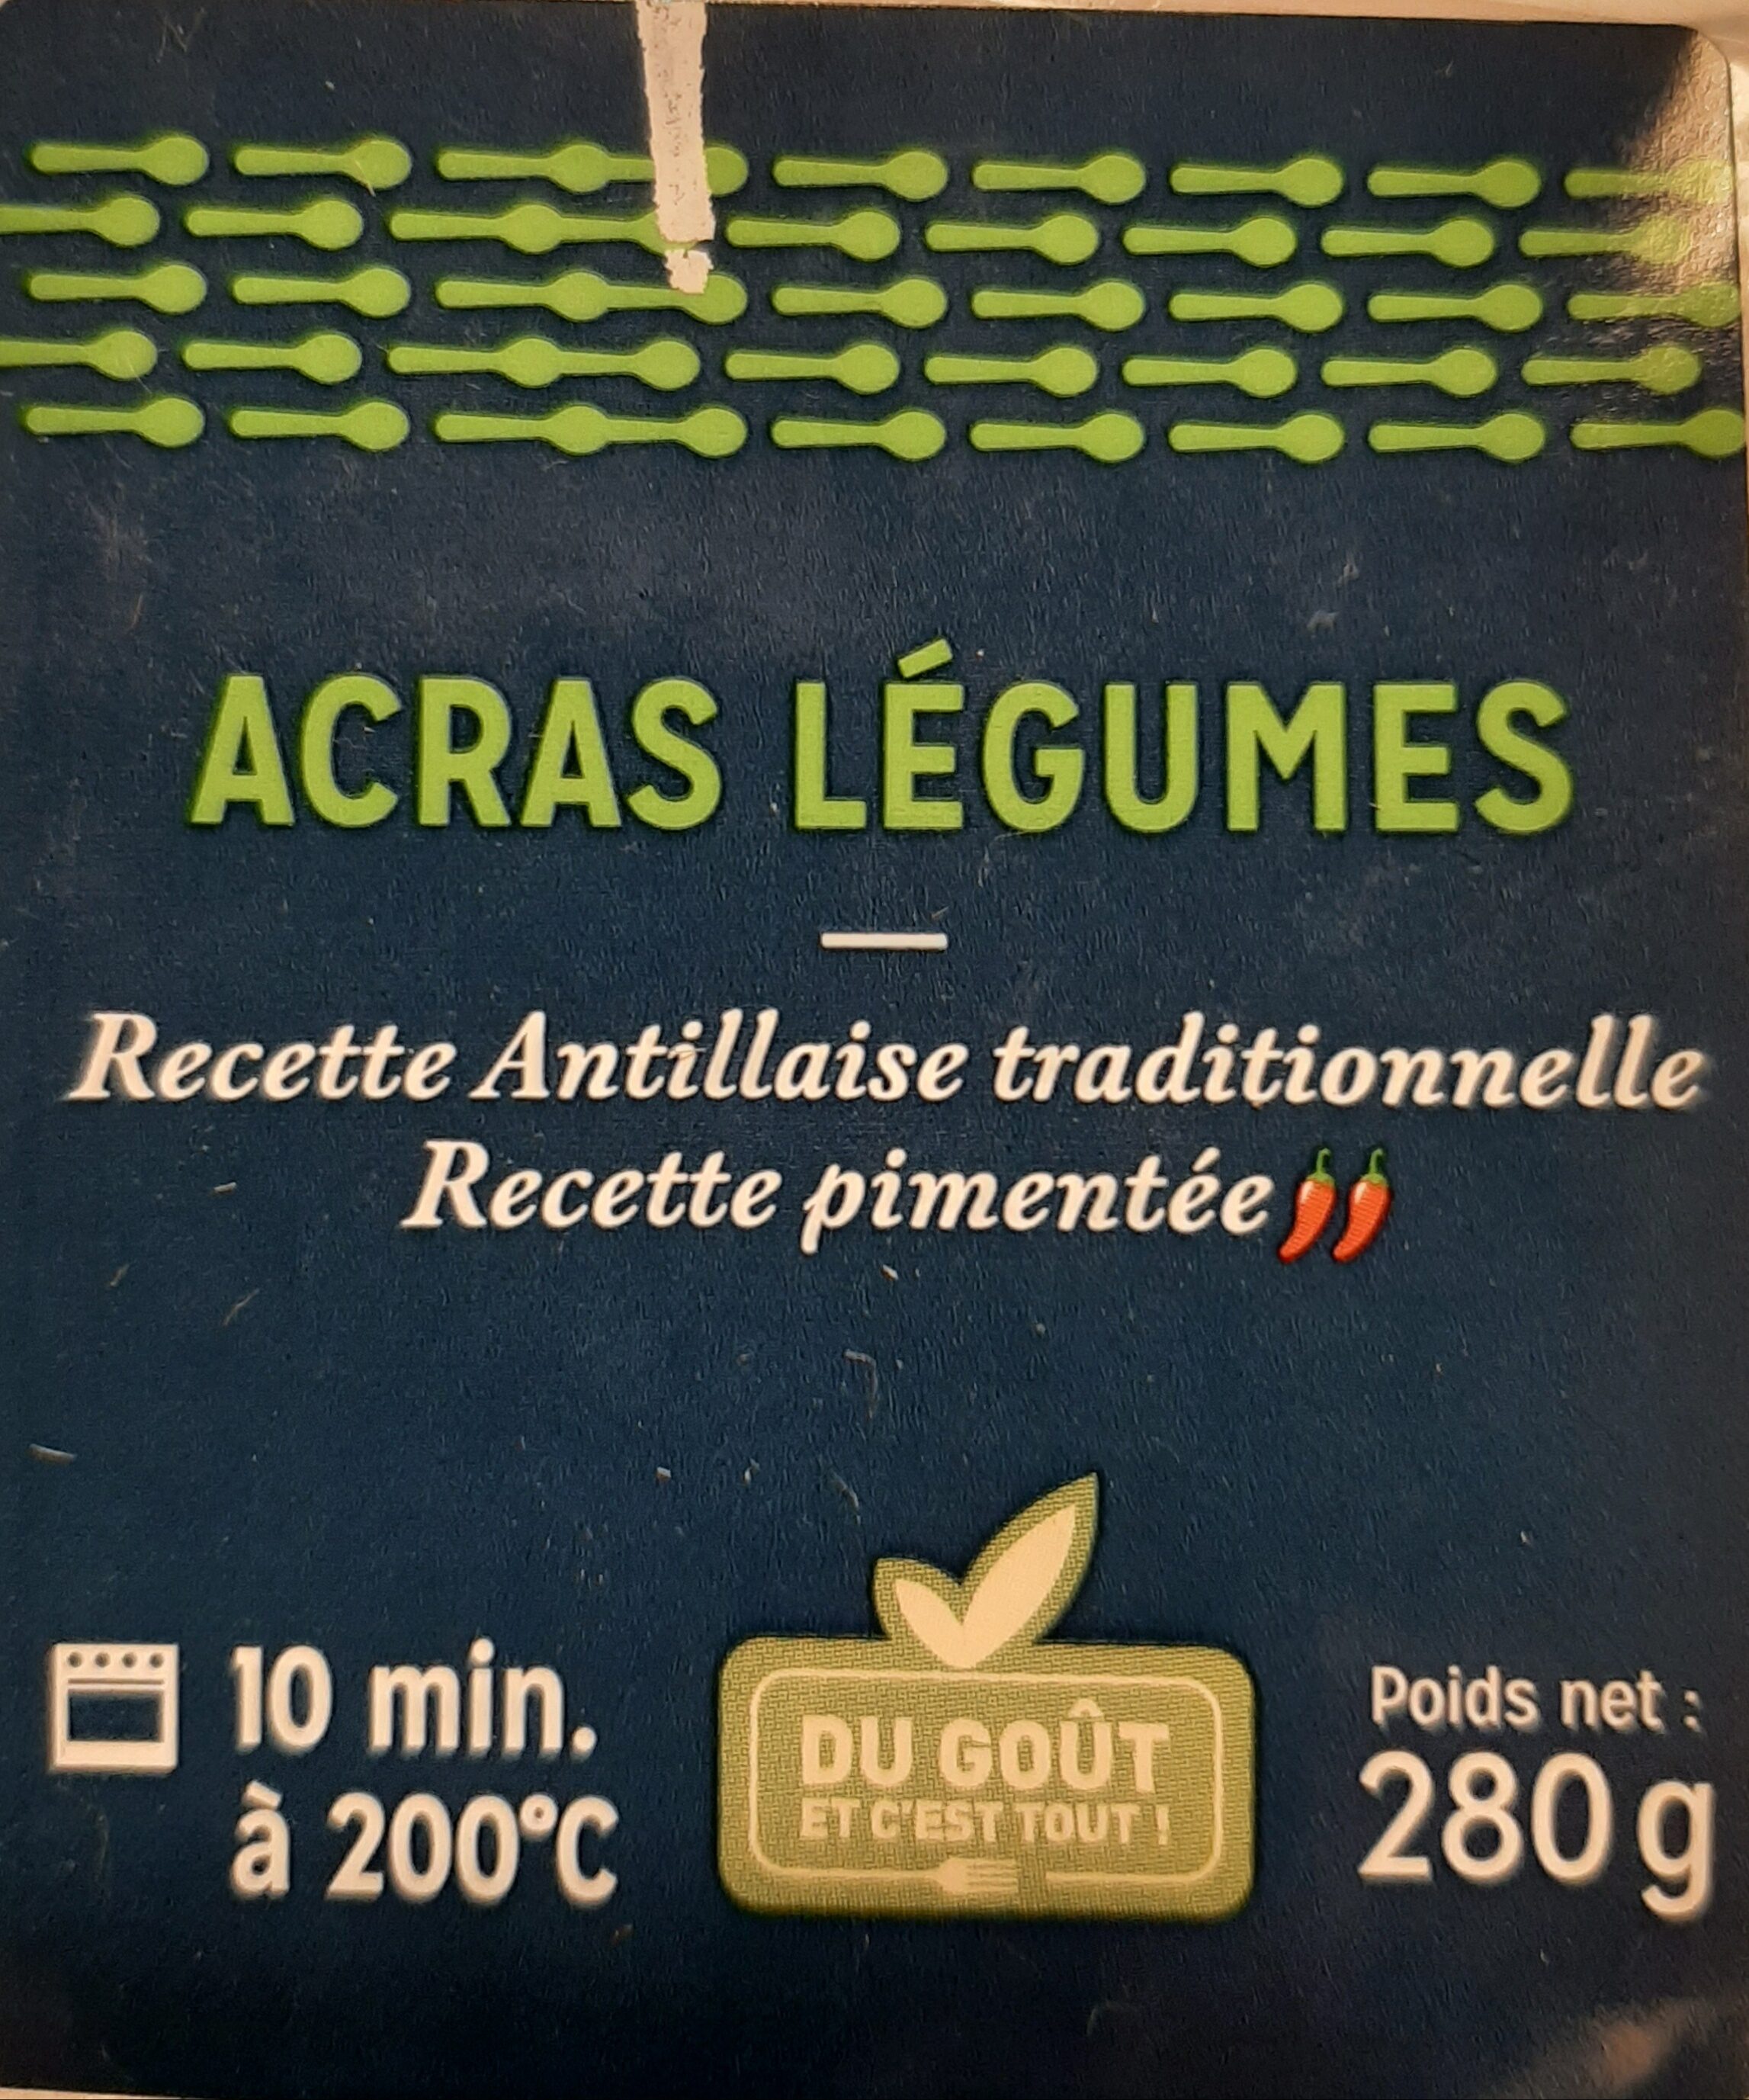 ACRAS LÉGUMES
Recette Antillaise traditionnelle
Recette pimentée
10 min.
à 200°C
DU GOÛT
ET C'EST TOUT !
Poids net :
280 g